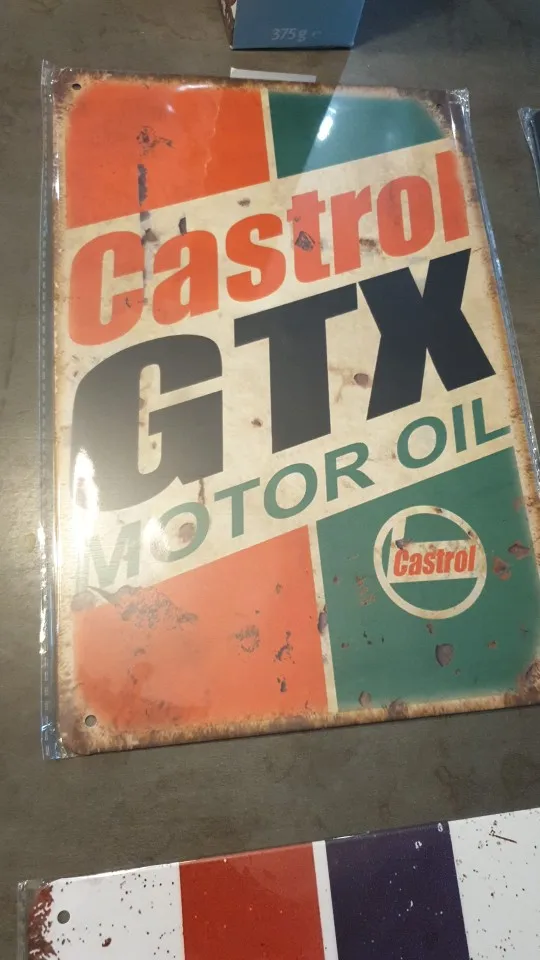 375g e
Castrol
GTX
MOTOR OIL
Castrol